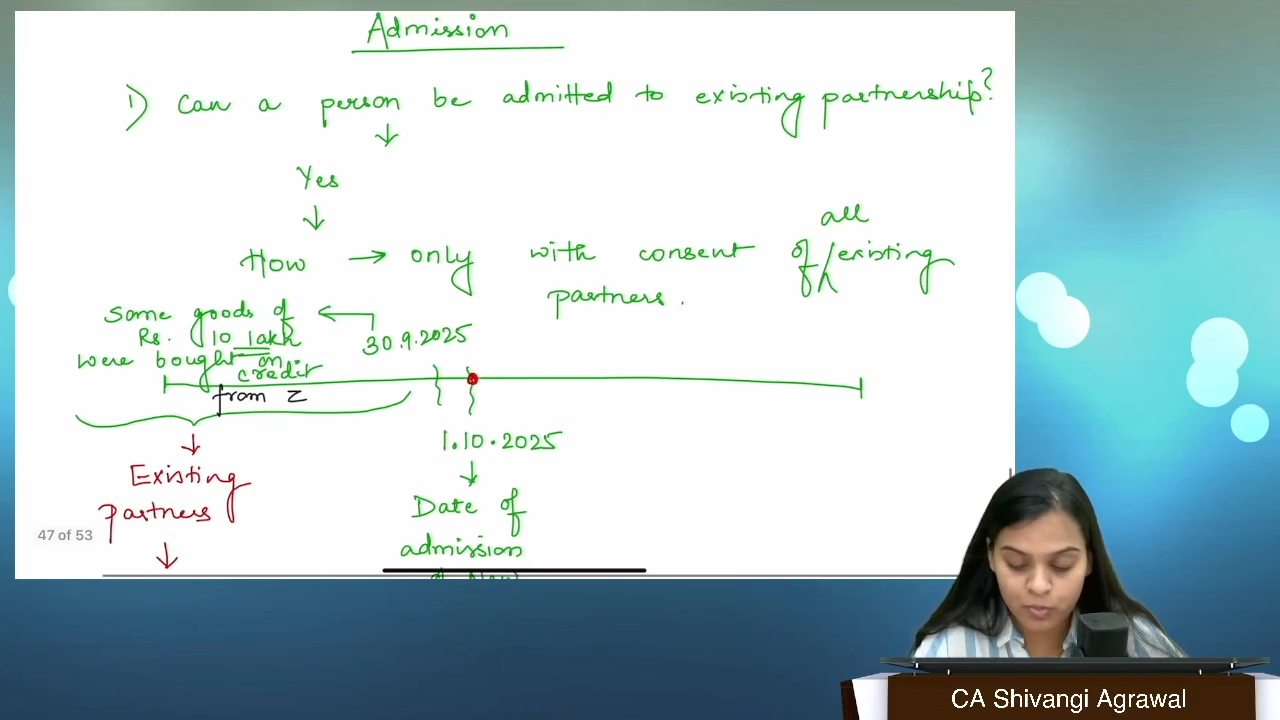 Admission
1) Can a person be admitted to existing partnership?
Yes
all
How → only with consent of existing
partners.
Some goods of
Rs. 10 lakh
were bought on
credit
from Z
30.9.2025
1.10.2025
Existing
partners
Date of
admission
47 of 53
CA Shivangi Agrawal